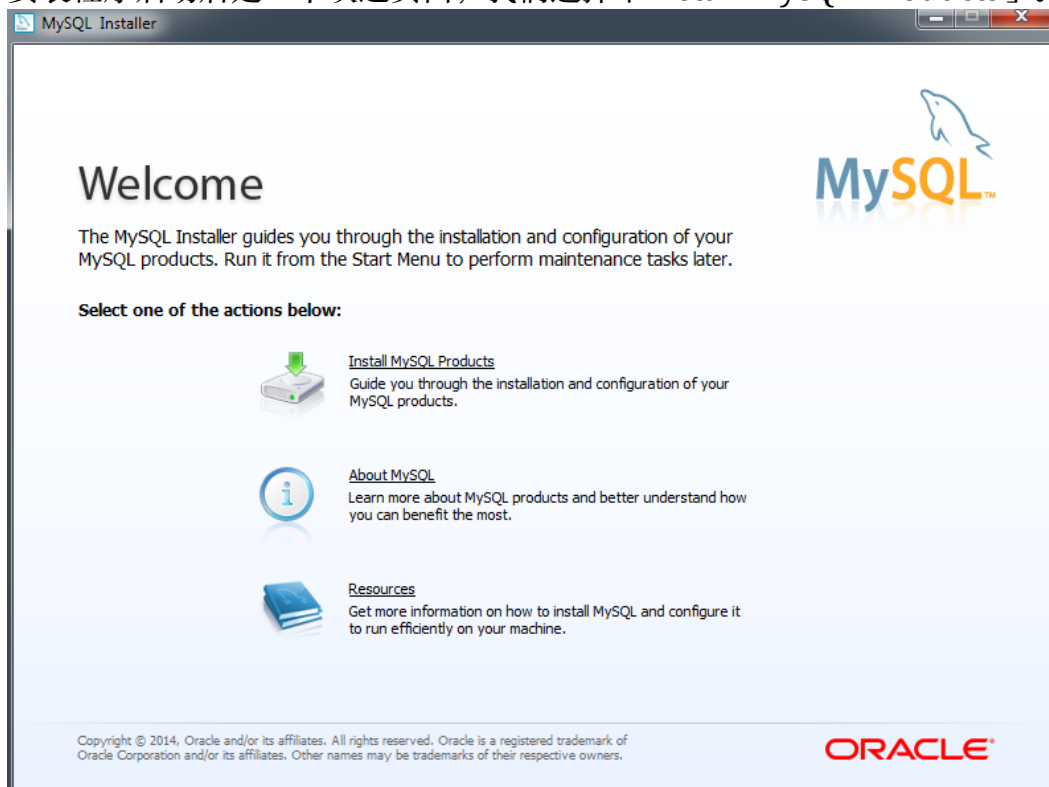 MySQL Installer
MySQL™
Welcome
The MySQL Installer guides you through the installation and configuration of your
MySQL products. Run it from the Start Menu to perform maintenance tasks later.
Select one of the actions below:
Install MySQL Products
Guide you through the installation and configuration of your
MySQL products.
About MySQL
Learn more about MySQL products and better understand how
you can benefit the most.
Resources
Get more information on how to install MySQL and configure it
to run efficiently on your machine.
Copyright © 2014, Oracle and/or its affiliates. All rights reserved. Oracle is a registered trademark of
Oracle Corporation and/or its affiliates. Other names may be trademarks of their respective owners.
ORACLE®